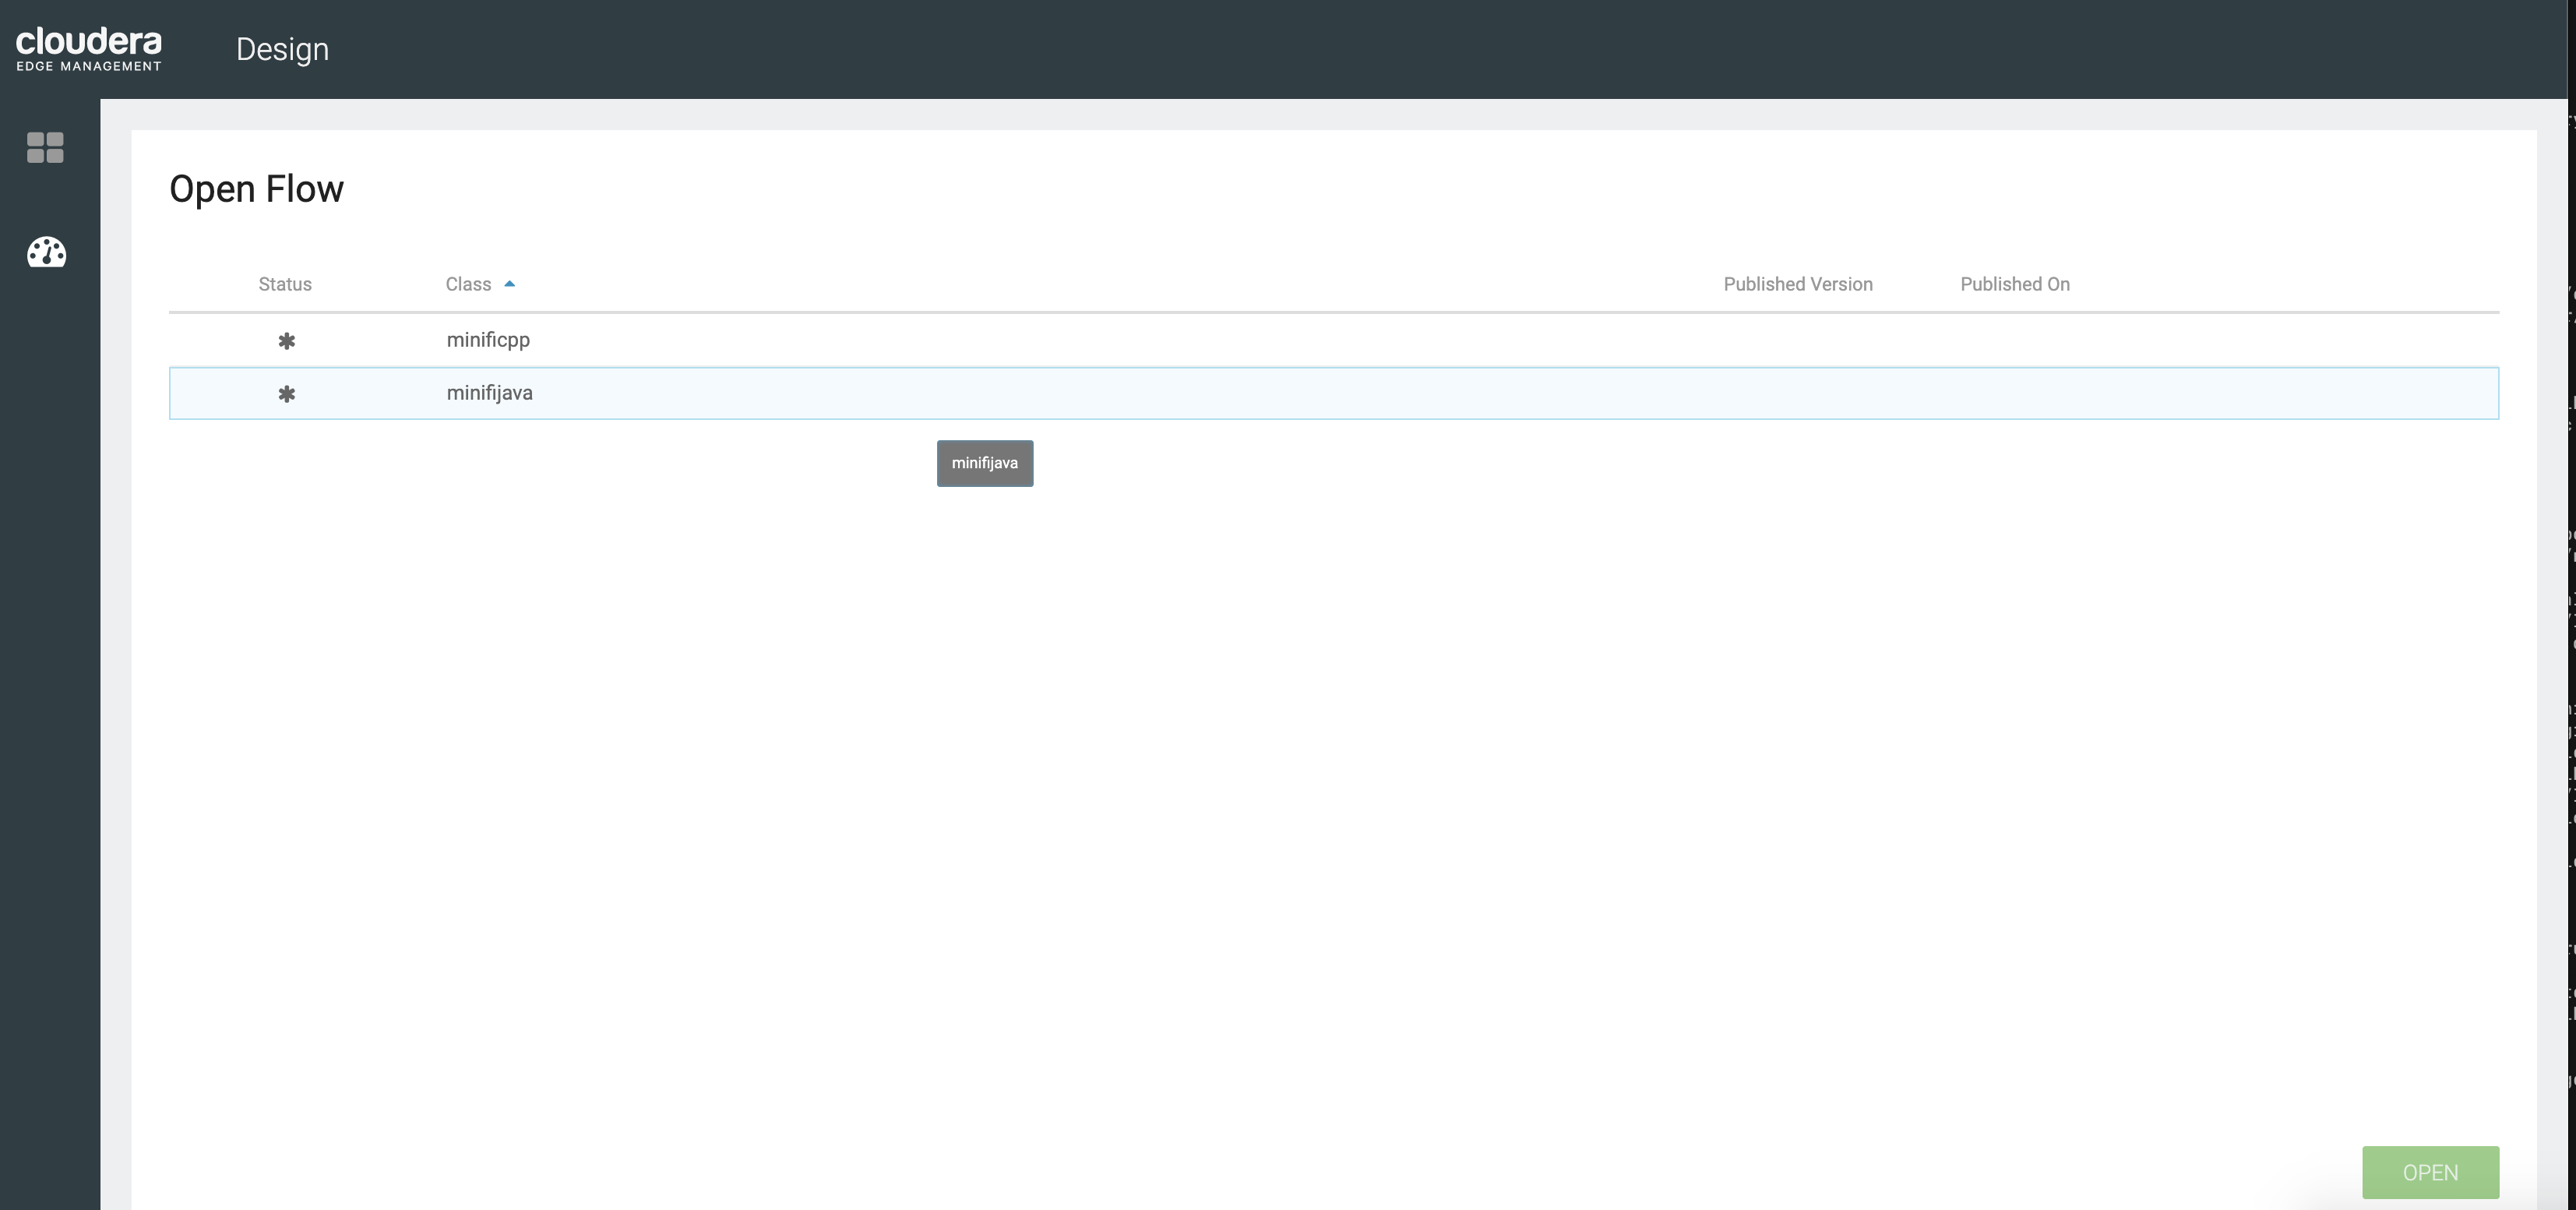 cloudera
EDGE MANAGEMENT
Design
Open Flow
Status Class Published Version Published On
minificpp
minifijava
minifijava
OPEN